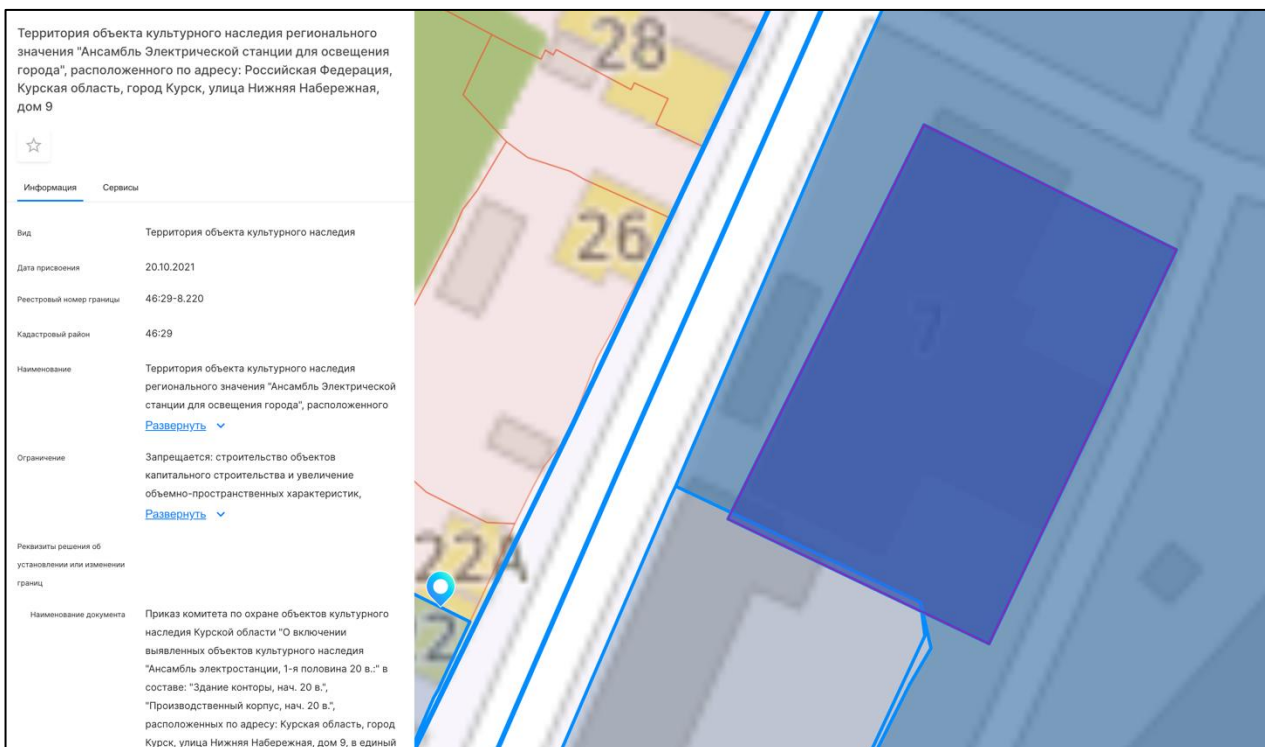 Территория объекта культурного наследия регионального
значения "Ансамбль Электрической станции для освещения
города", расположенного по адресу: Российская Федерация,
Курская область, город Курск, улица Нижняя Набережная,
дом 9
Информация Сервисы
Вид Территория объекта культурного наследия
Дата присвоения 20.10.2021
Реестровый номер границы 46:29-8.220
Кадастровый район 46:29
Наименование Территория объекта культурного наследия
регионального значения "Ансамбль Электрической
станции для освещения города", расположенного
Развернуть
Ограничение Запрещается: строительство объектов
капитального строительства и увеличение
объемно-пространственных характеристик,
Развернуть
Реквизиты решения об
установлении или изменении
границ
Наименование документа Приказ комитета по охране объектов культурного
наследия Курской области "О включении
выявленных объектов культурного наследия
"Ансамбль электростанции, 1-я половина 20 в.:" в
составе: "Здание конторы, нач. 20 в.",
"Производственный корпус, нач. 20 в.",
расположенных по адресу: Курская область, город
Курск, улица Нижняя Набережная, дом 9, в единый
28
26
7
22А